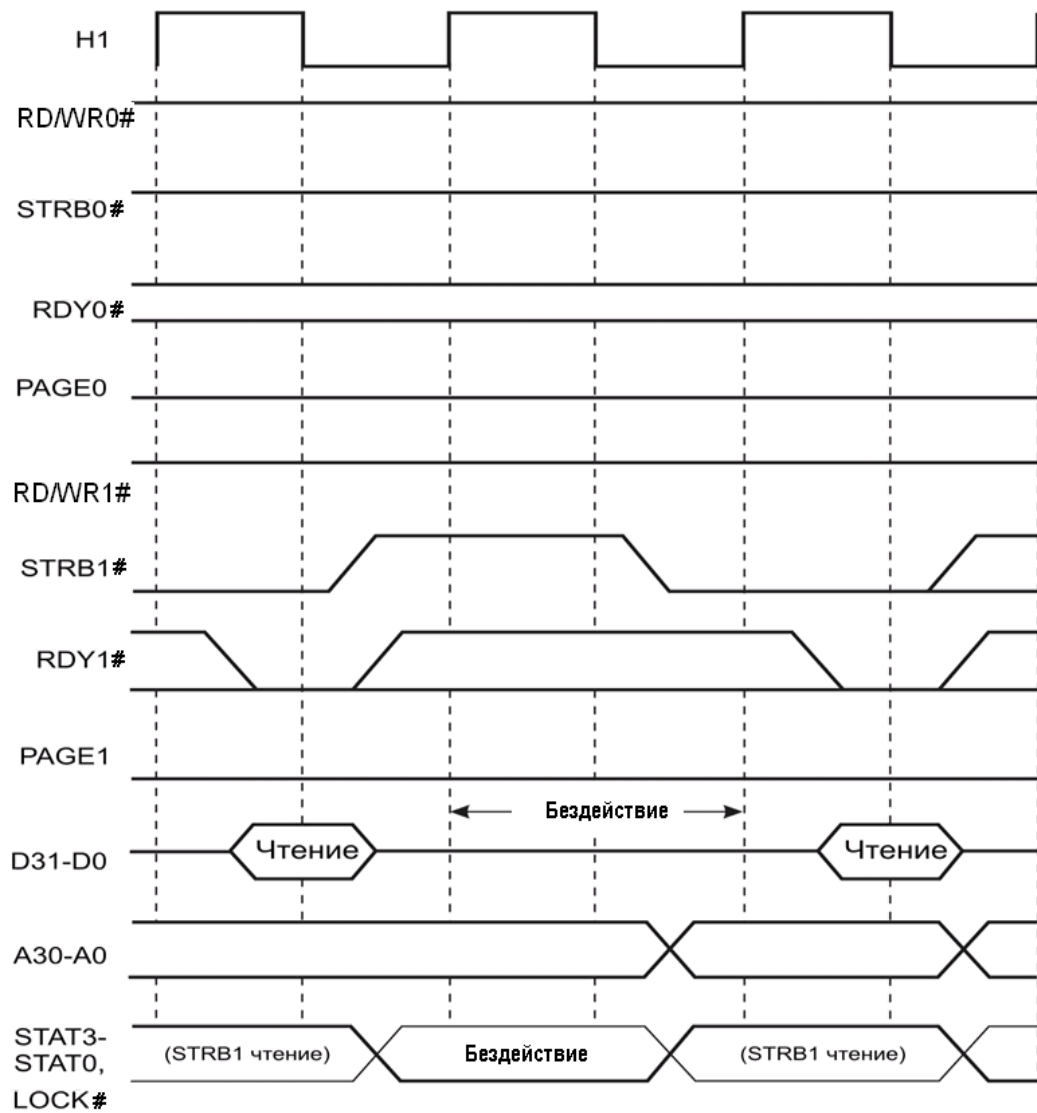 H1
RD/WR0#
STRB0#
RDY0#
PAGE0
RD/WR1#
STRB1#
RDY1#
PAGE1
Бездействие
D31-D0
Чтение
Чтение
A30-A0
STAT3-
STAT0,
LOCK#
(STRB1 чтение)
Бездействие
(STRB1 чтение)